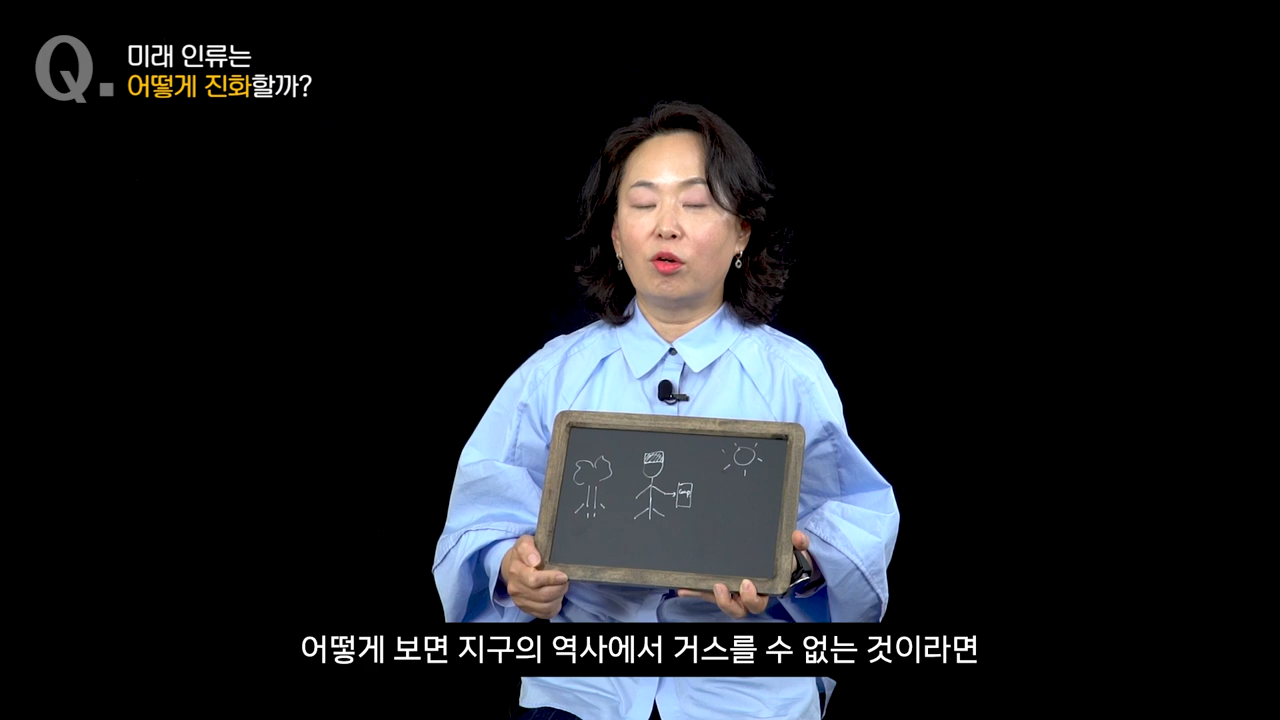 Q.
미래 인류는
어떻게 진화할까?
어떻게 보면 지구의 역사에서 거스를 수 없는 것이라면